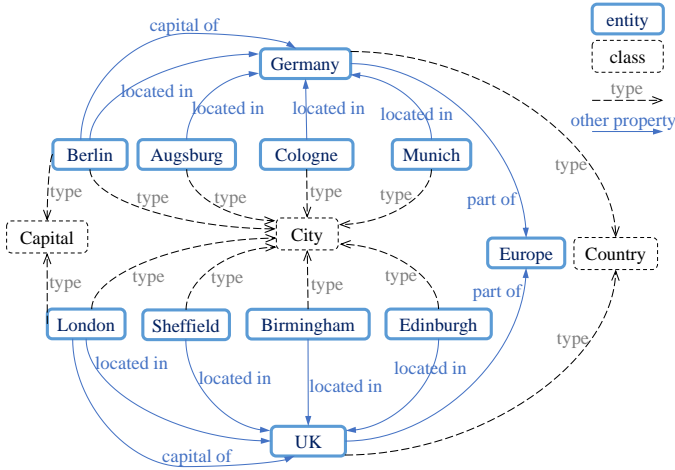 capital of
entity
Germany
class
located in
located in
located in
located in
type
other property
Berlin
Augsburg
Cologne
Munich
type
type
type
type
type
type
part of
Capital
City
Europe
Country
type
type
type
type
type
part of
London
Sheffield
Birmingham
Edinburgh
type
located in
located in
located in
located in
UK
capital of